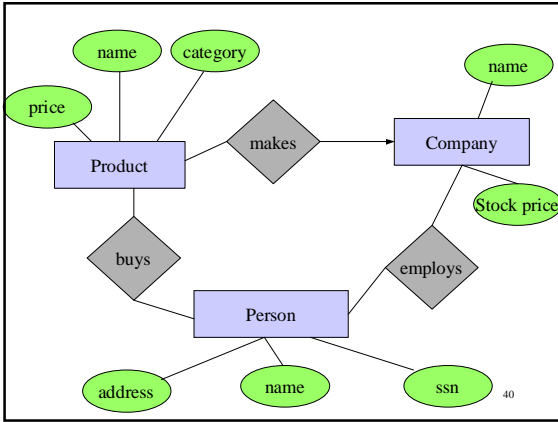 name
category
name
price
makes
Company
Product
Stock price
buys
employs
Person
address
name
ssn
40